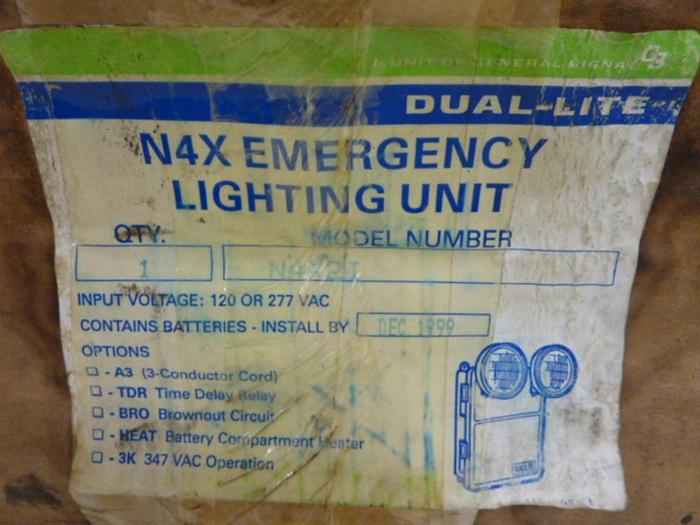 A UNIT OF GENERAL SIGNAL
DUAL-LITE
N4X EMERGENCY
LIGHTING UNIT
QTY. MODEL NUMBER
1 N4X2I
INPUT VOLTAGE: 120 OR 277 VAC
CONTAINS BATTERIES - INSTALL BY DEC. 1999
OPTIONS
❑ - A3 (3-Conductor Cord)
❑ - TDR Time Delay Relay
❑ - BRO Brownout Circuit
❑ - HEAT Battery Compartment Heater
❑ - 3K 347 VAC Operation